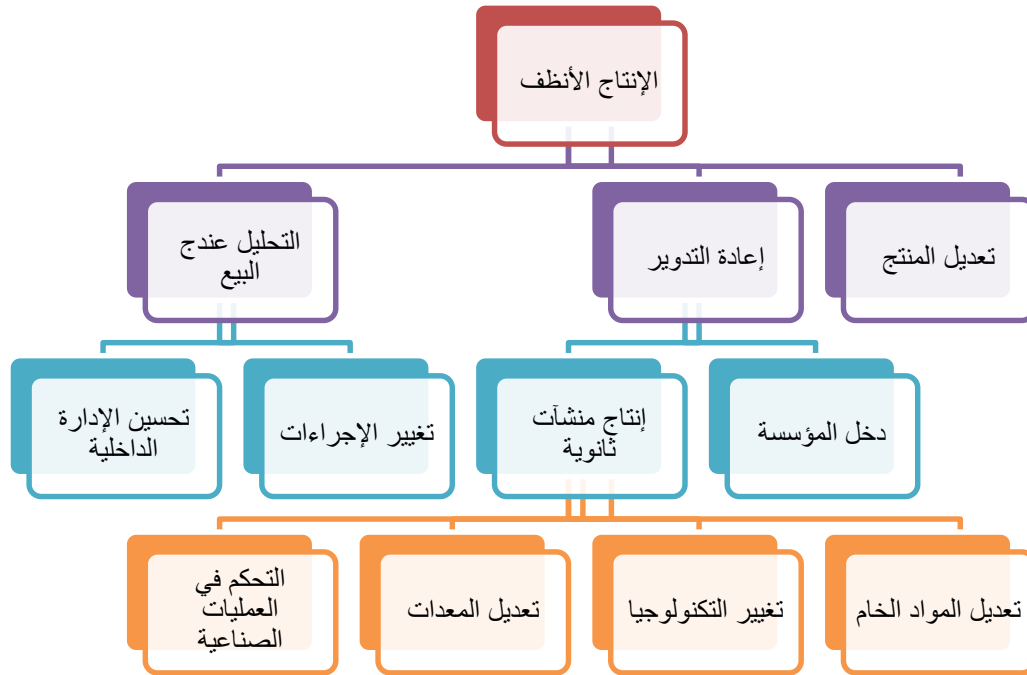 الإنتاج الأنظف
تعديل المنتج
إعادة التدوير
التحليل عندج
البيع
دخل المؤسسة
إنتاج منشآت
ثانوية
تغيير الإجراءات
تحسين الإدارة
الداخلية
تعديل المواد الخام
تغيير التكنولوجيا
تعديل المعدات
التحكم في
العمليات
الصناعية